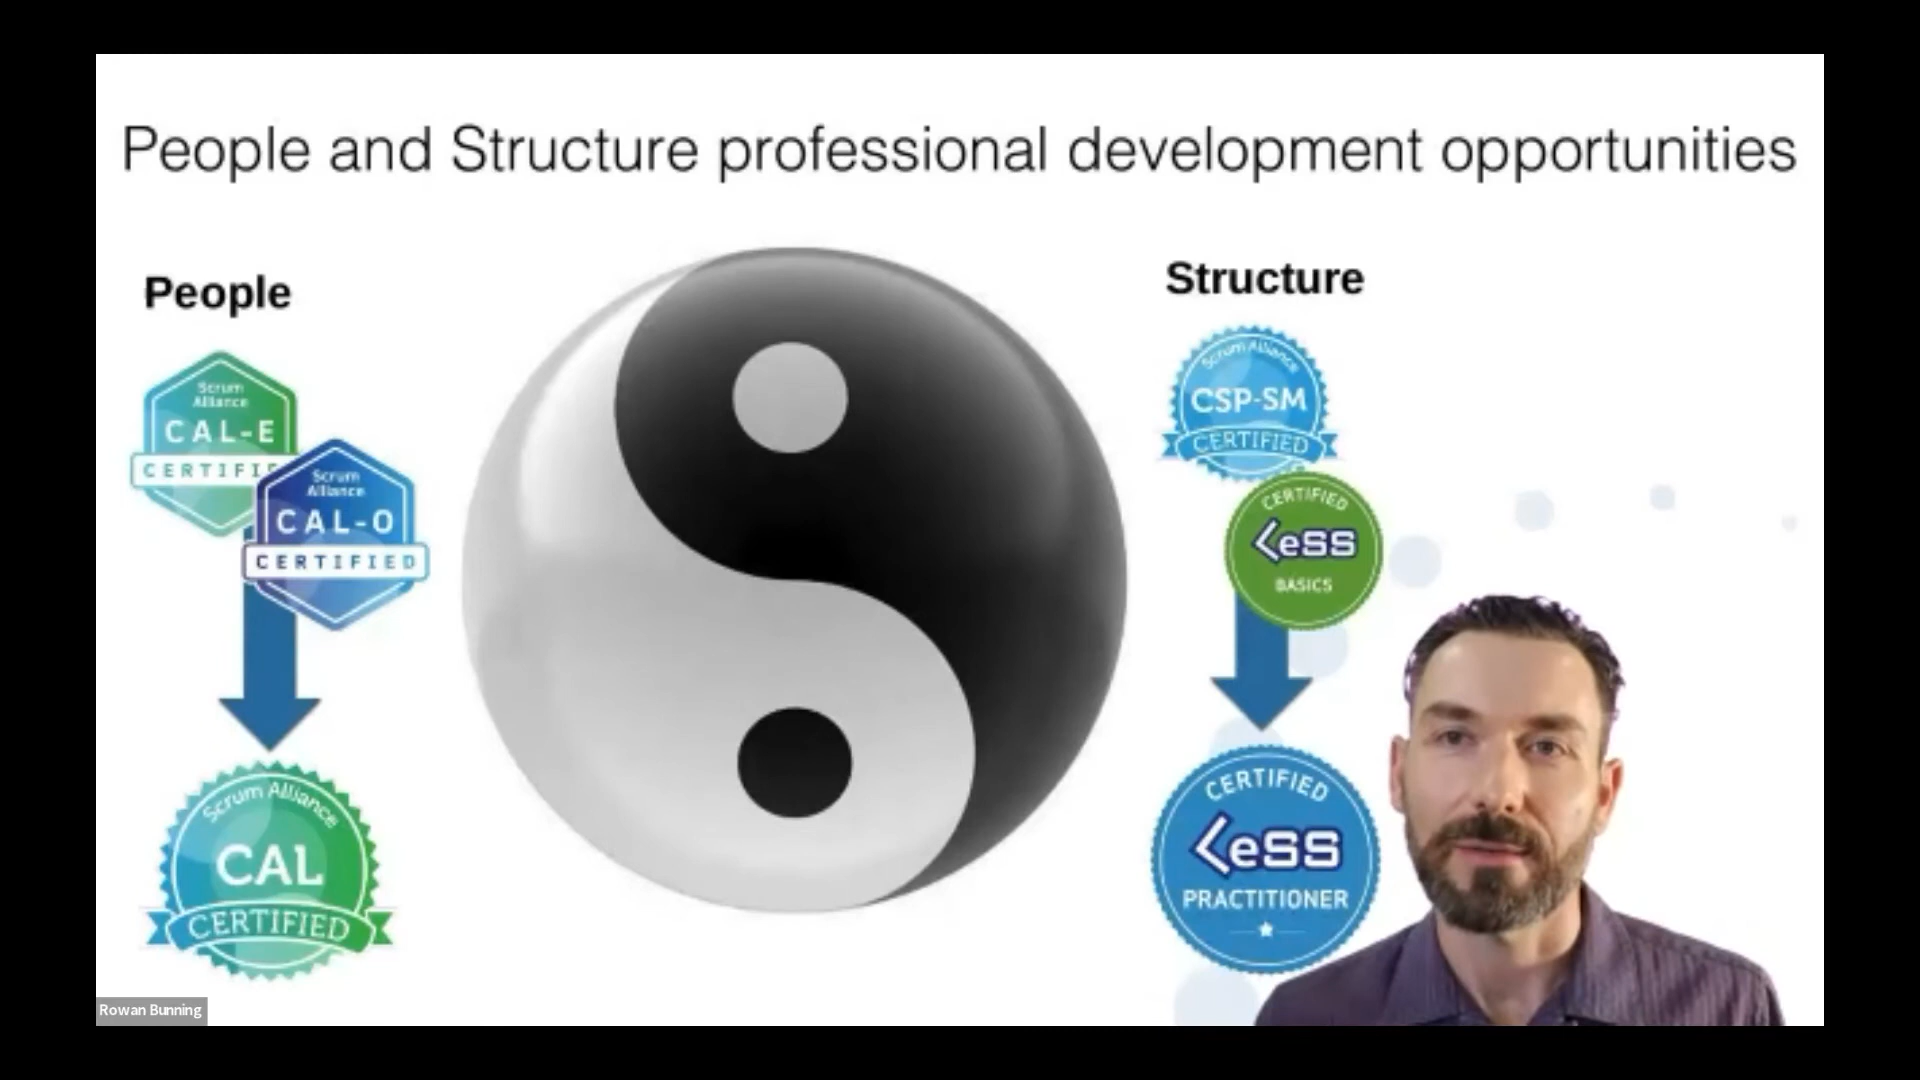 People and Structure professional development opportunities
People
Scrum
Alliance
CAL-E
CERTIFIE
Scrum
Alliance
CAL-O
CERTIFIED
Scrum Alliance
CAL
CERTIFIED
Structure
Scrum Alliance
CSP-SM
CERTIFIED
CERTIFIED
LeSS
BASICS
CERTIFIED
LeSS
PRACTITIONER
Rowan Bunning